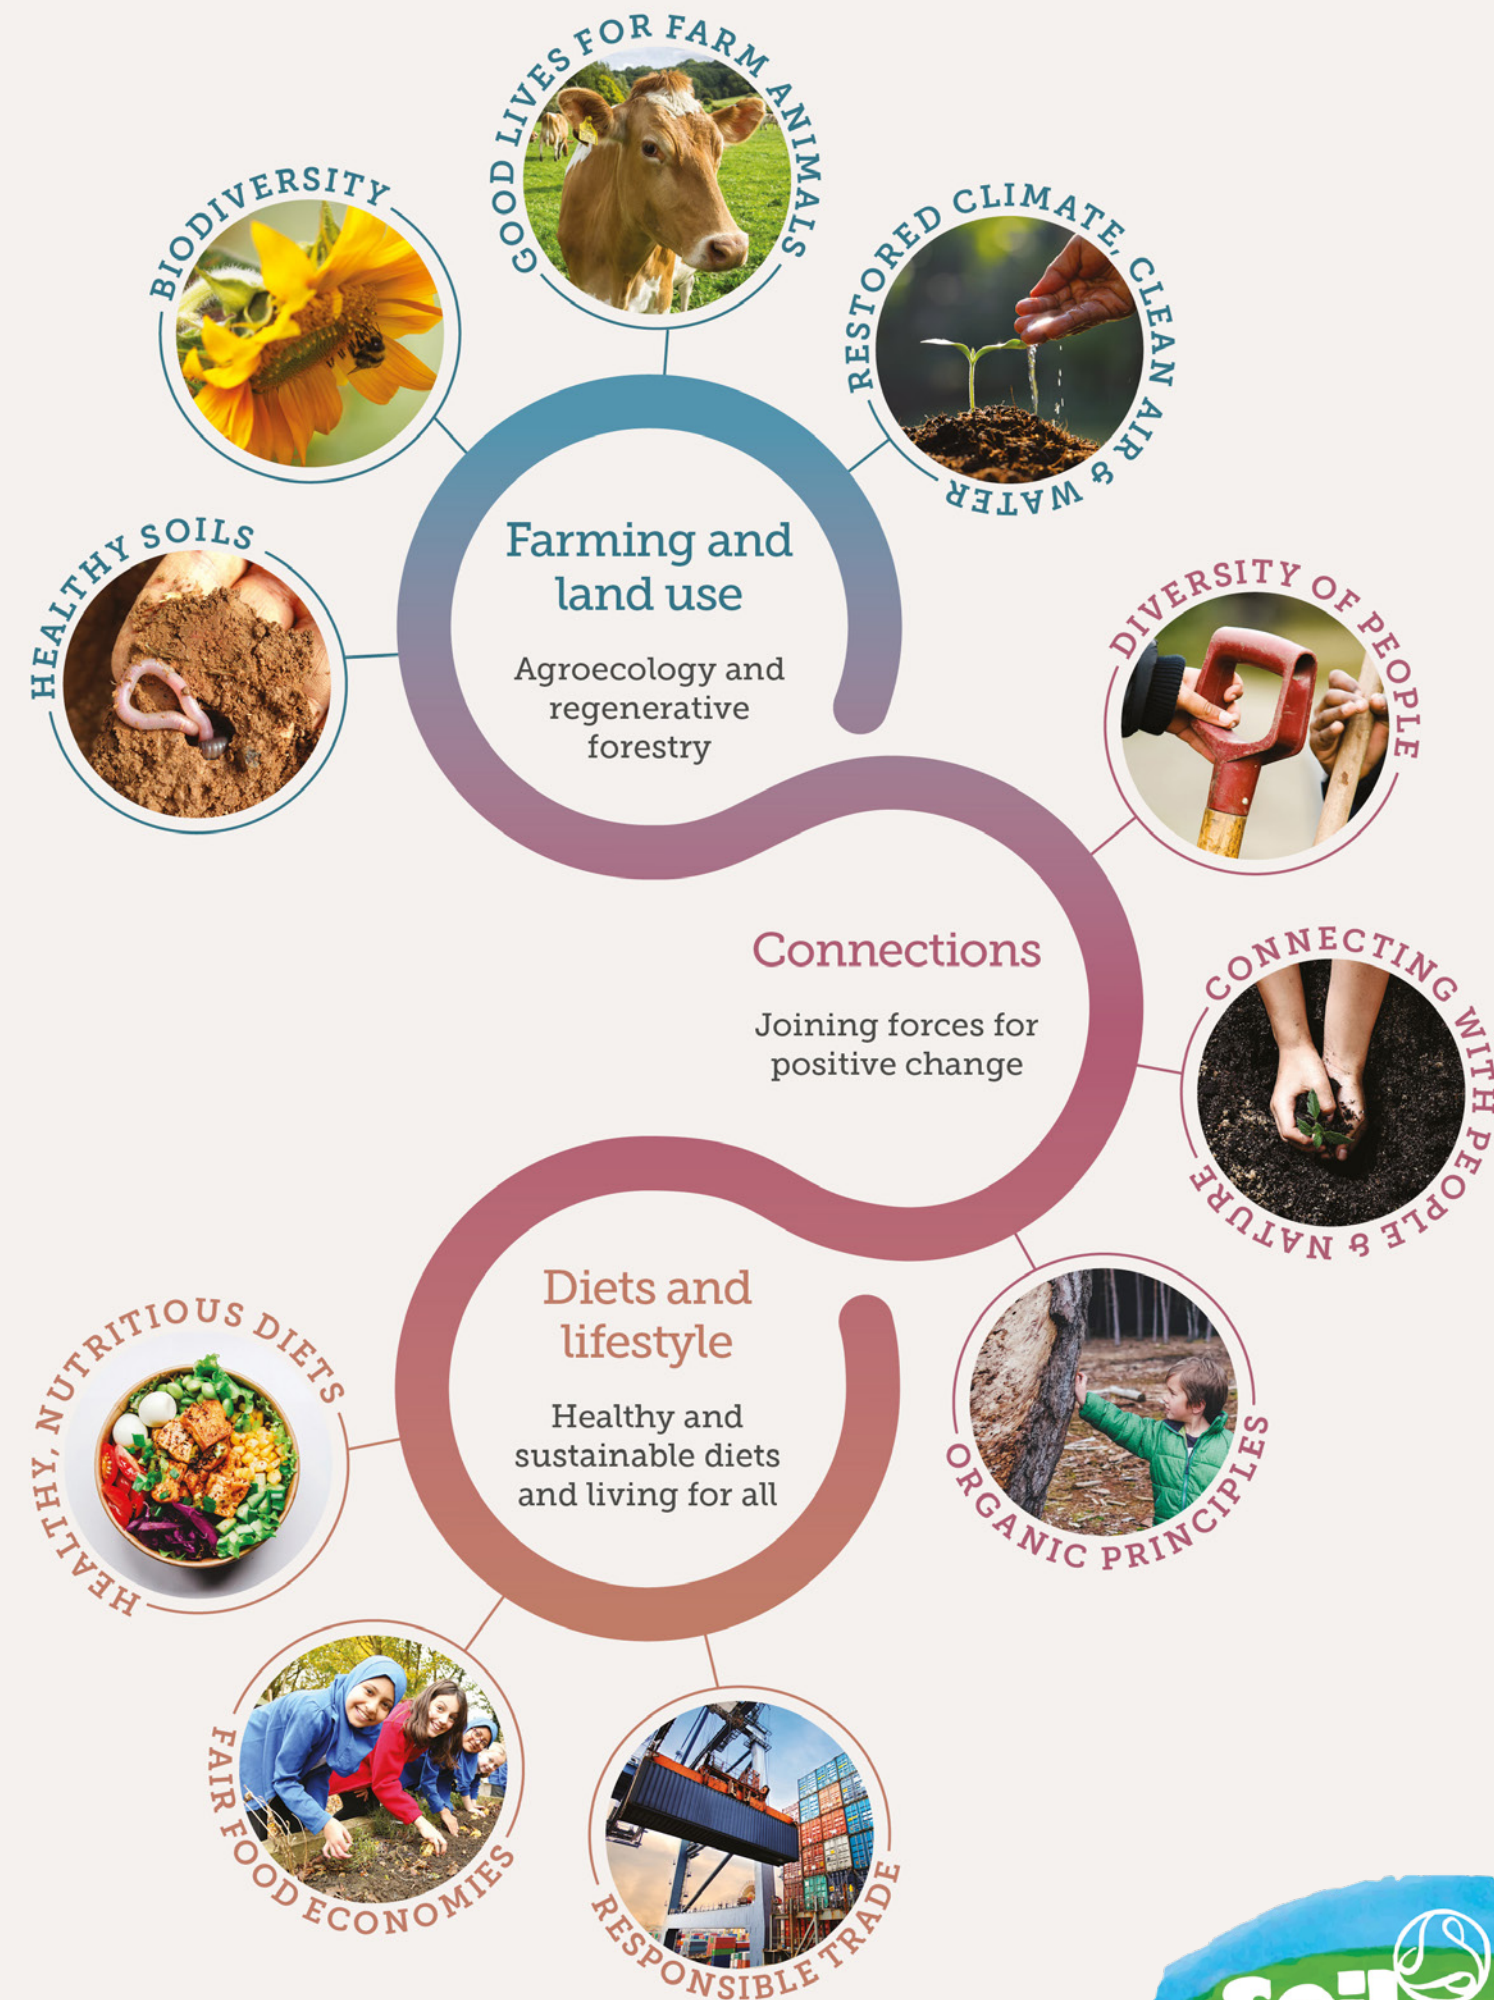 GOOD LIVES FOR FARM ANIMALS
BIODIVERSITY
RESTORED CLIMATE, CLEAN AIR & WATER
HEALTHY SOILS
Farming and
land use
Agroecology and
regenerative
forestry
DIVERSITY OF PEOPLE
Connections
Joining forces for
positive change
CONNECTING WITH PEOPLE & NATURE
ORGANIC PRINCIPLES
Diets and
lifestyle
Healthy and
sustainable diets
and living for all
HEALTHY, NUTRITIOUS DIETS
FAIR FOOD ECONOMIES
RESPONSIBLE TRADE